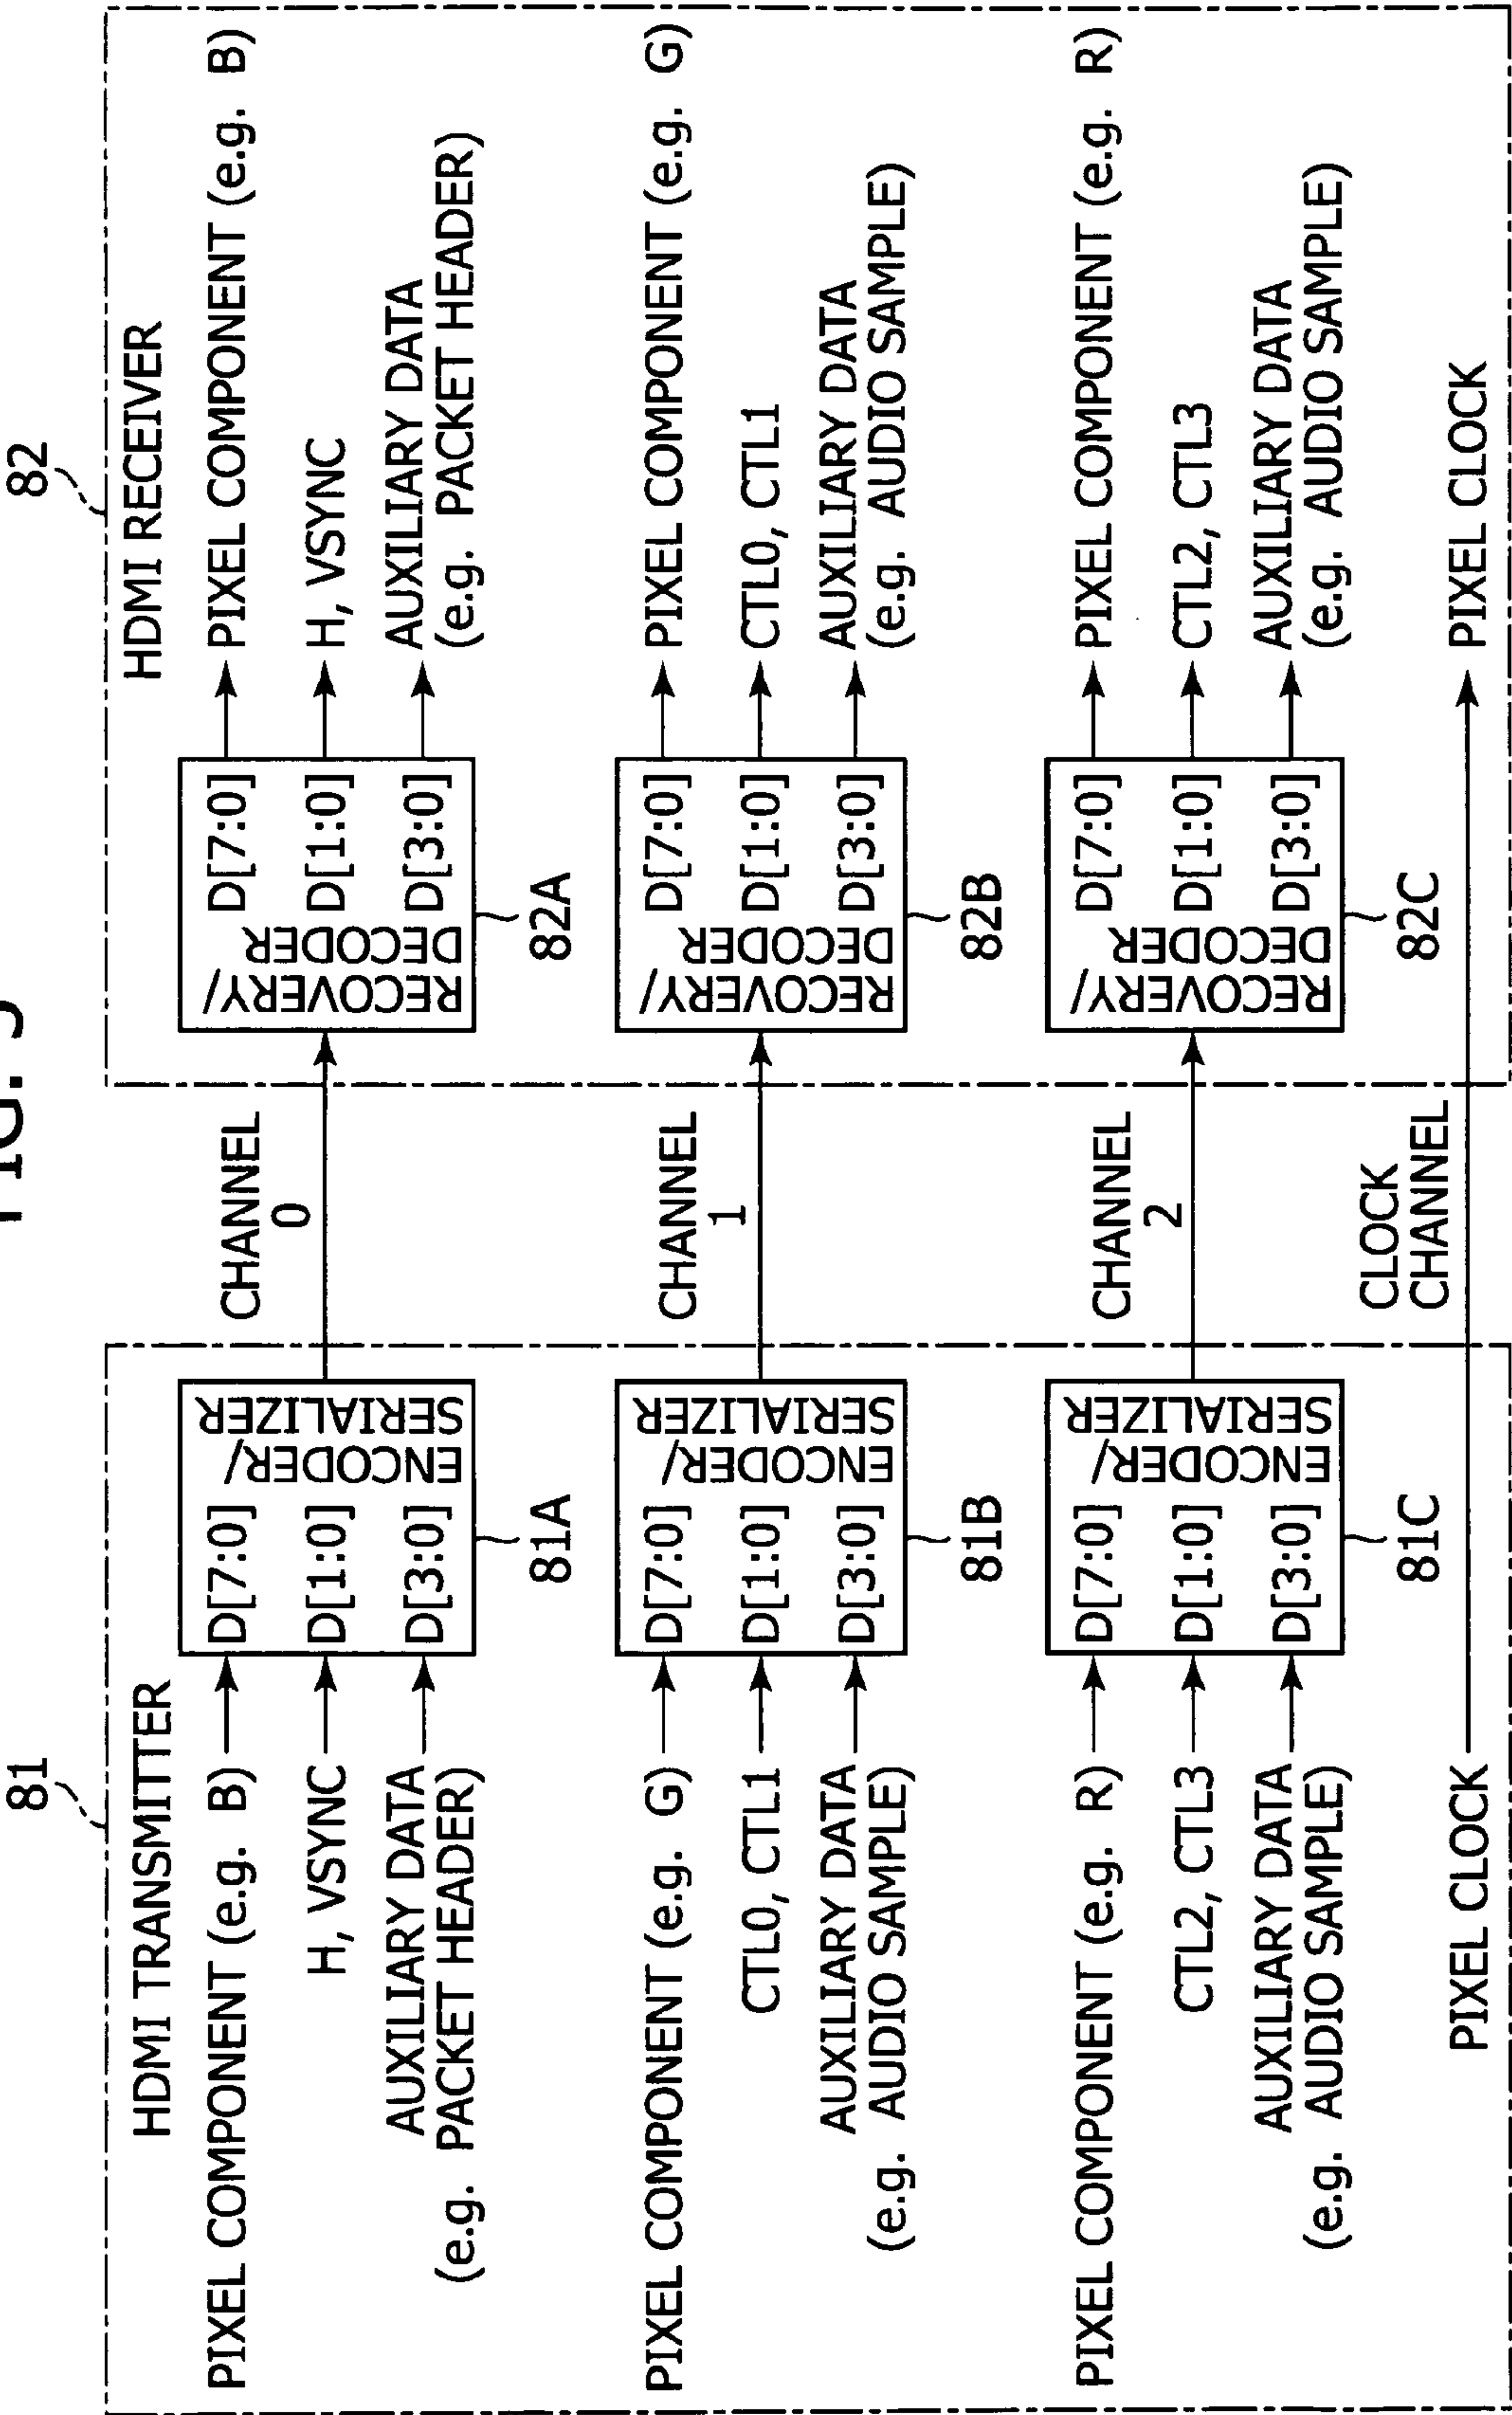 FIG.
81
HDMI TRANSMITTER
PIXEL COMPONENT (e.g. B)
H, VSYNC
AUXILIARY DATA
(e.g. PACKET HEADER)
D[7:0]
D[1:0]
D[3:0]
ENCODER/
SERIALIZER
81A
CHANNEL
0
82
HDMI RECEIVER
RECOVERY/
DECODER
D[7:0]
D[1:0]
D[3:0]
82A
PIXEL COMPONENT (e.g. B)
H, VSYNC
AUXILIARY DATA
(e.g. PACKET HEADER)
PIXEL COMPONENT (e.g. G)
CTL0, CTL1
AUXILIARY DATA
(e.g. AUDIO SAMPLE)
D[7:0]
D[1:0]
D[3:0]
ENCODER/
SERIALIZER
81B
CHANNEL
1
RECOVERY/
DECODER
D[7:0]
D[1:0]
D[3:0]
82B
PIXEL COMPONENT (e.g. G)
CTL0, CTL1
AUXILIARY DATA
(e.g. AUDIO SAMPLE)
PIXEL COMPONENT (e.g. R)
CTL2, CTL3
AUXILIARY DATA
(e.g. AUDIO SAMPLE)
D[7:0]
D[1:0]
D[3:0]
ENCODER/
SERIALIZER
81C
CHANNEL
2
RECOVERY/
DECODER
D[7:0]
D[1:0]
D[3:0]
82C
PIXEL COMPONENT (e.g. R)
CTL2, CTL3
AUXILIARY DATA
(e.g. AUDIO SAMPLE)
PIXEL CLOCK
CLOCK
CHANNEL
PIXEL CLOCK